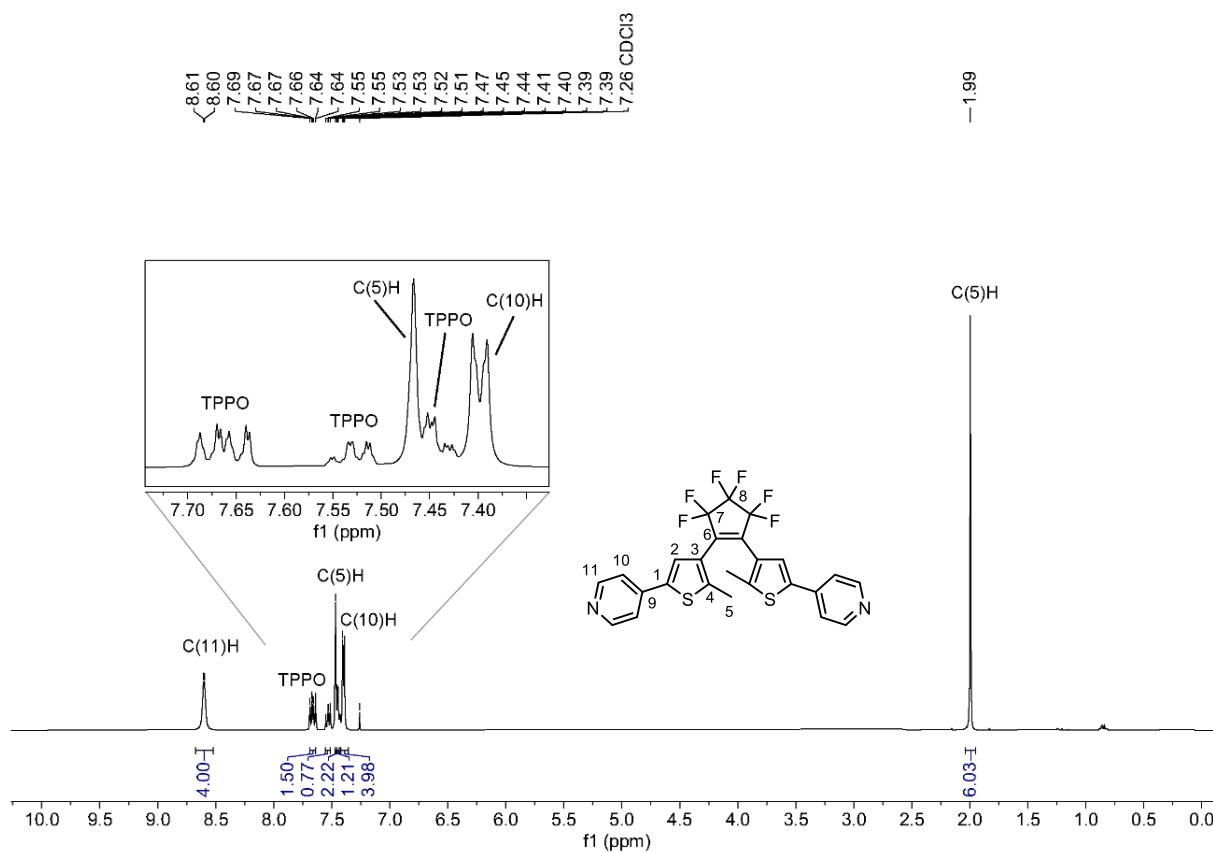 8.61
8.60
7.69
7.67
7.67
7.66
7.64
7.64
7.55
7.55
7.53
7.53
7.52
7.51
7.47
7.45
7.44
7.41
7.40
7.39
7.39
7.26 CDCl3
1.99
C(5)H
TPPO
C(10)H
TPPO
TPPO
7.70 7.65 7.60 7.55 7.50 7.45 7.40
f1 (ppm)
C(5)H
C(5)H
C(10)H
C(11)H
TPPO
F F F F
F 8 F
7
6
11 10 2 3
1
9 4 5
N S S N
4.00
1.50
0.77
2.22
1.21
3.98
6.03
10.0 9.5 9.0 8.5 8.0 7.5 7.0 6.5 6.0 5.5 5.0 4.5 4.0 3.5 3.0 2.5 2.0 1.5 1.0 0.5 0.0
f1 (ppm)